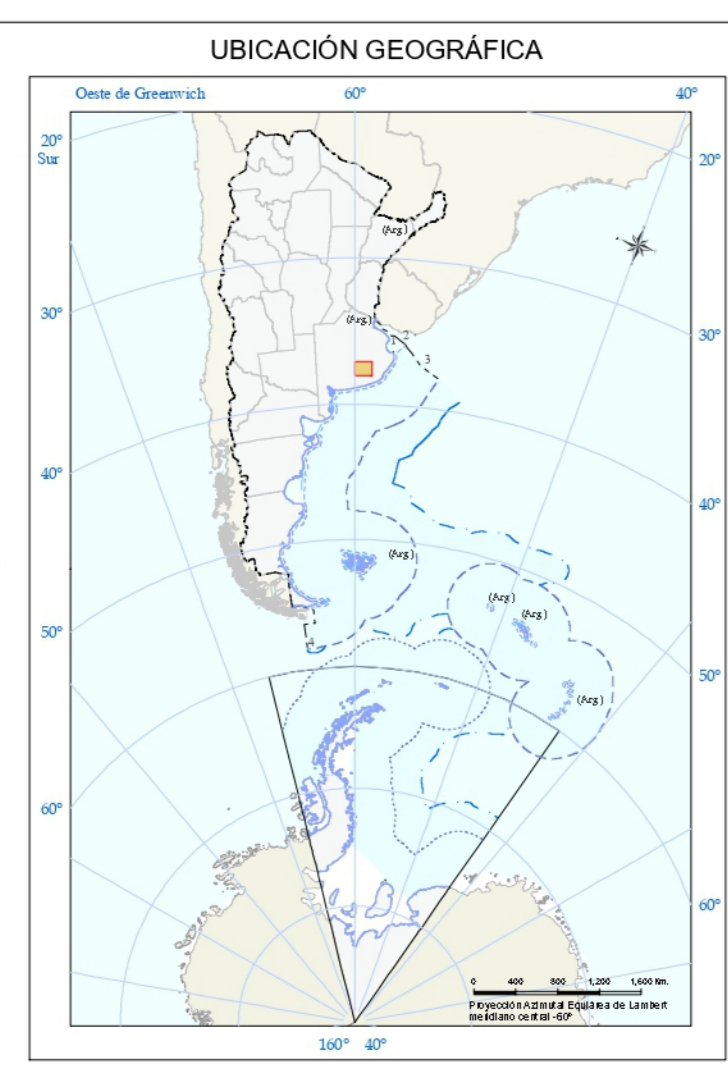 UBICACIÓN GEOGRÁFICA
Oeste de Greenwich 60° 40°
20°
Sur
20°
(Arg.)
30°
(Arg.)
1 2
3
30°
40°
40°
(Arg.)
(Arg.)
(Arg.)
50°
4
50°
(Arg.)
60°
60°
0 400 800 1,200 1,600 Km.
Proyección Azimutal Equiárea de Lambert
meridiano central -60º
160° 40°